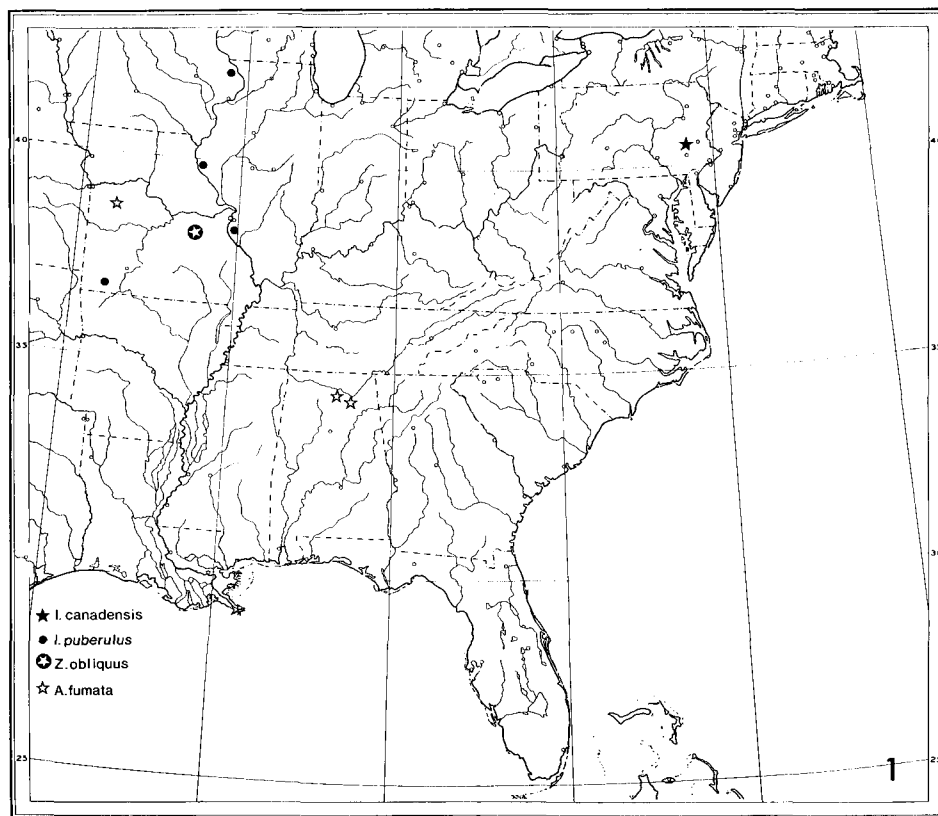 40
35
30
25
★ I. canadensis
● I. puberulus
✪ Z. obliquus
☆ A. fumata
1